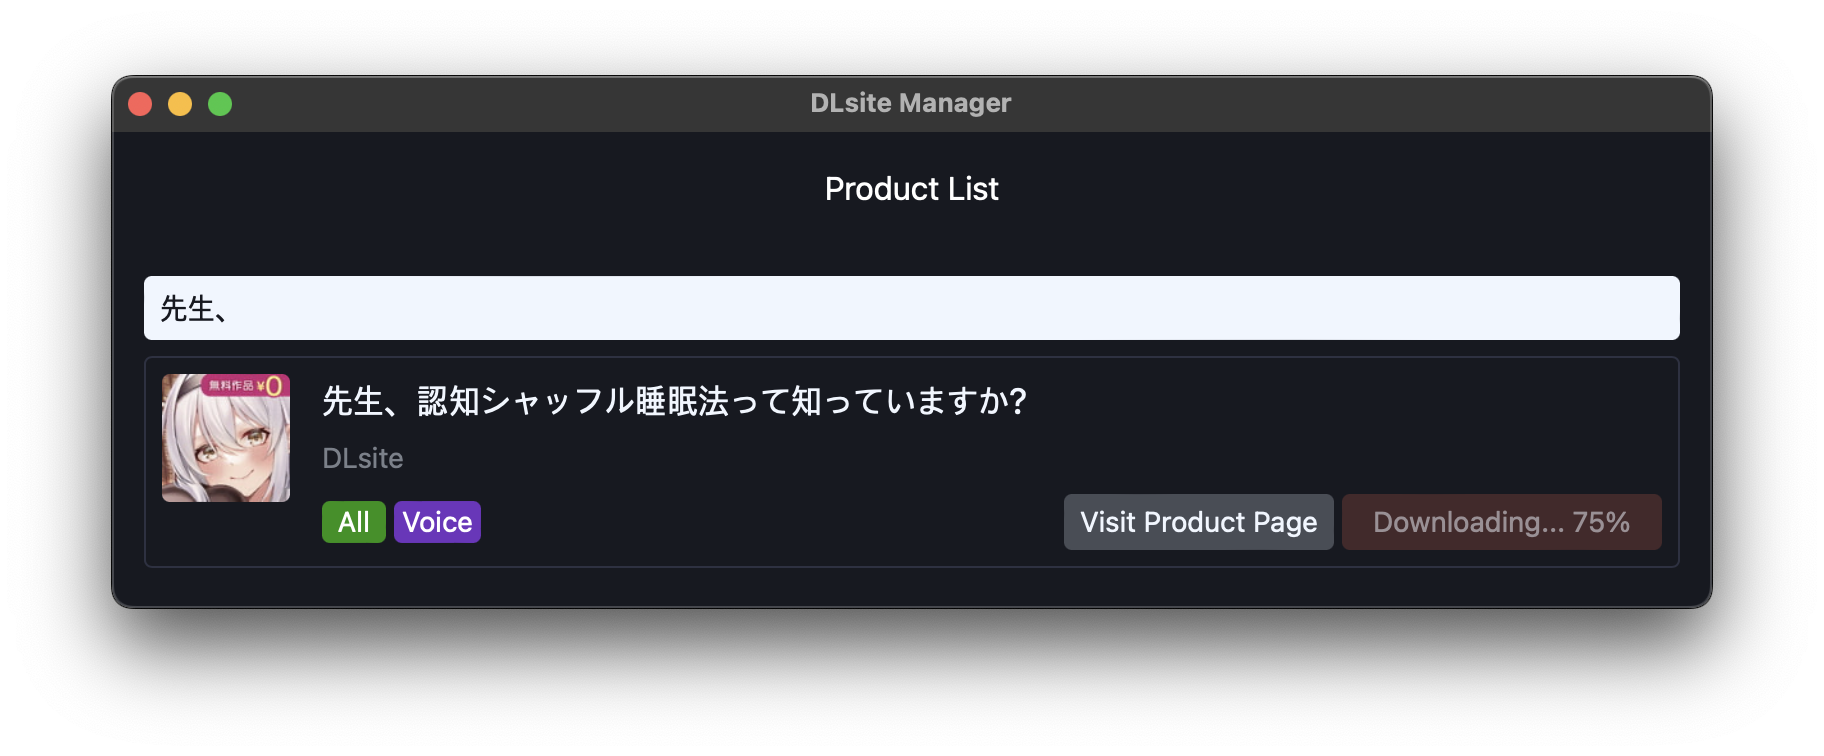 DLsite Manager
Product List
先生、
無料作品 ¥0
先生、認知シャッフル睡眠法って知っていますか?
DLsite
All Voice
Visit Product Page Downloading... 75%